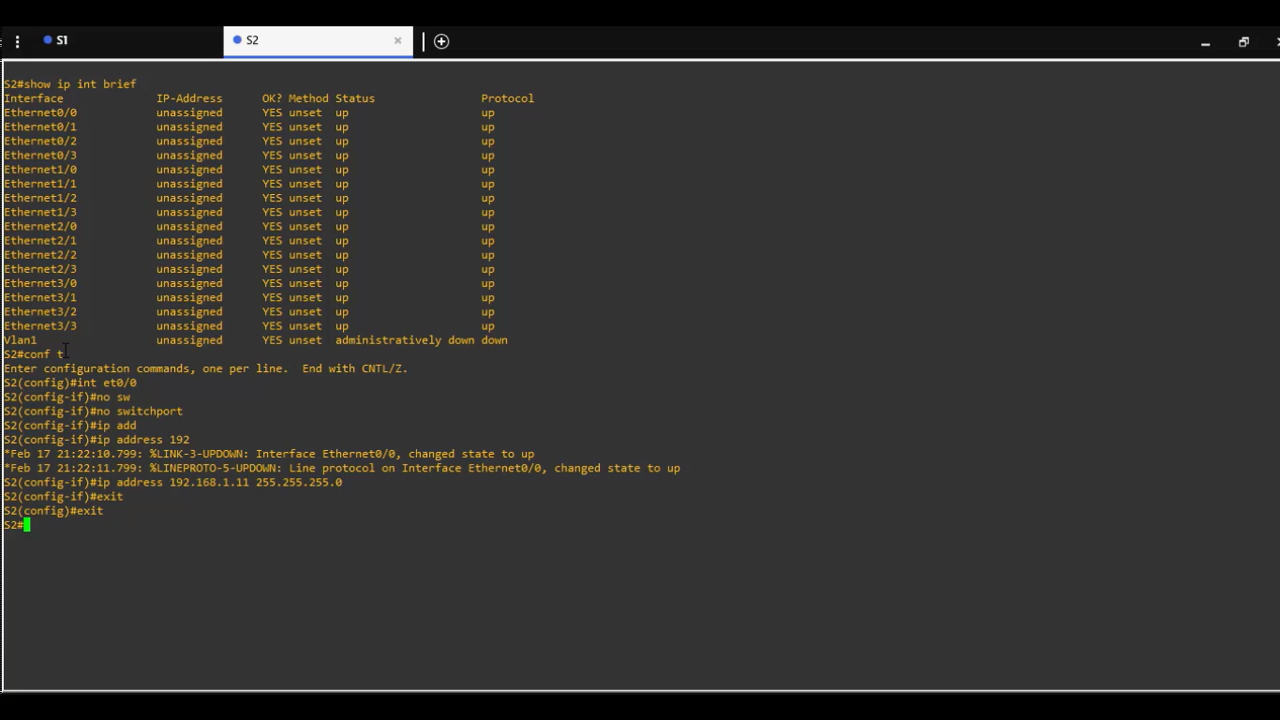 S1
S2
S2#show ip int brief
Interface IP-Address OK? Method Status Protocol
Ethernet0/0 unassigned YES unset up up
Ethernet0/1 unassigned YES unset up up
Ethernet0/2 unassigned YES unset up up
Ethernet0/3 unassigned YES unset up up
Ethernet1/0 unassigned YES unset up up
Ethernet1/1 unassigned YES unset up up
Ethernet1/2 unassigned YES unset up up
Ethernet1/3 unassigned YES unset up up
Ethernet2/0 unassigned YES unset up up
Ethernet2/1 unassigned YES unset up up
Ethernet2/2 unassigned YES unset up up
Ethernet2/3 unassigned YES unset up up
Ethernet3/0 unassigned YES unset up up
Ethernet3/1 unassigned YES unset up up
Ethernet3/2 unassigned YES unset up up
Ethernet3/3 unassigned YES unset up up
Vlan1 unassigned YES unset administratively down down
S2#conf t
Enter configuration commands, one per line. End with CNTL/Z.
S2(config)#int et0/0
S2(config-if)#no sw
S2(config-if)#no switchport
S2(config-if)#ip add
S2(config-if)#ip address 192
*Feb 17 21:22:10.799: %LINK-3-UPDOWN: Interface Ethernet0/0, changed state to up
*Feb 17 21:22:11.799: %LINEPROTO-5-UPDOWN: Line protocol on Interface Ethernet0/0, changed state to up
S2(config-if)#ip address 192.168.1.11 255.255.255.0
S2(config-if)#exit
S2(config)#exit
S2#